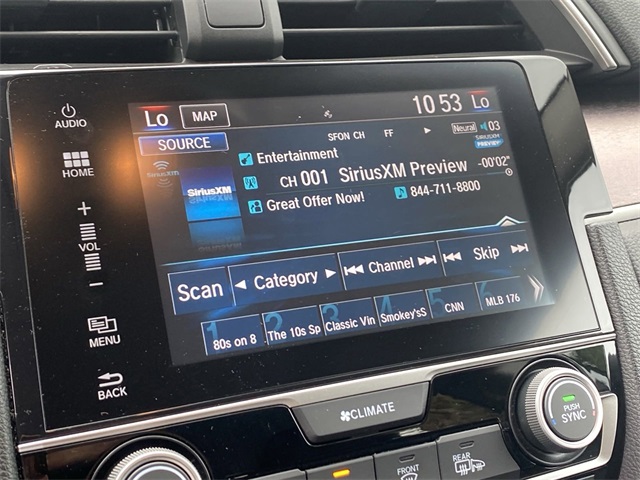 AUDIO
HOME
+
VOL
−
MENU
BACK
Lo MAP 10 53 Lo
SOURCE SFON CH FF Neural 03
SIRIUSXM
PREVIEW
siriusxm
SiriusXM
Entertainment
CH 001 SiriusXM Preview -00'02"
Great Offer Now! 844-711-8800
Scan Category Channel Skip
1 80s on 8
2 The 10s Sp
3 Classic Vin
4 Smokey'sS
5 CNN
6 MLB 176
CLIMATE
PUSH
SYNC
FRONT
REAR